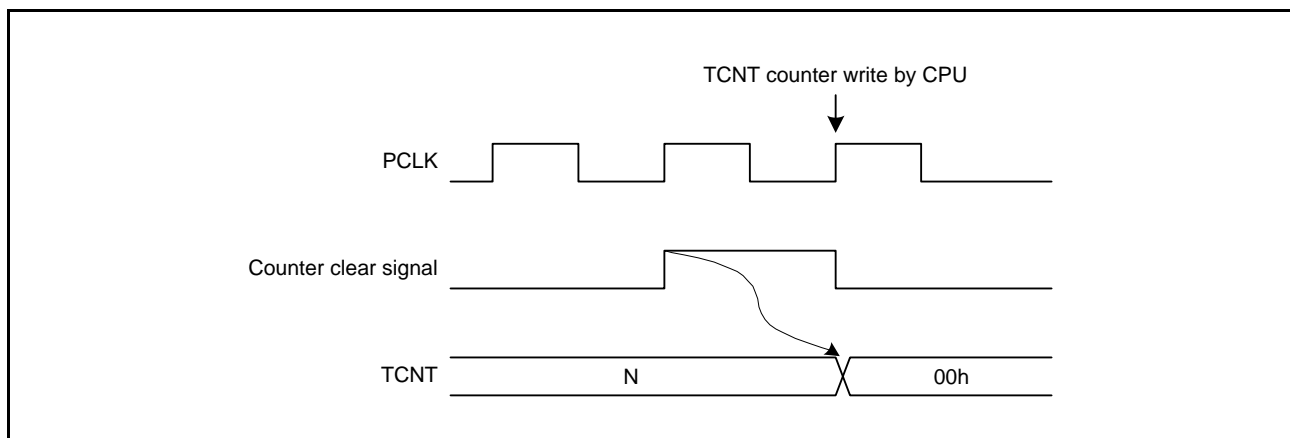 TCNT counter write by CPU
PCLK
Counter clear signal
TCNT
N
00h